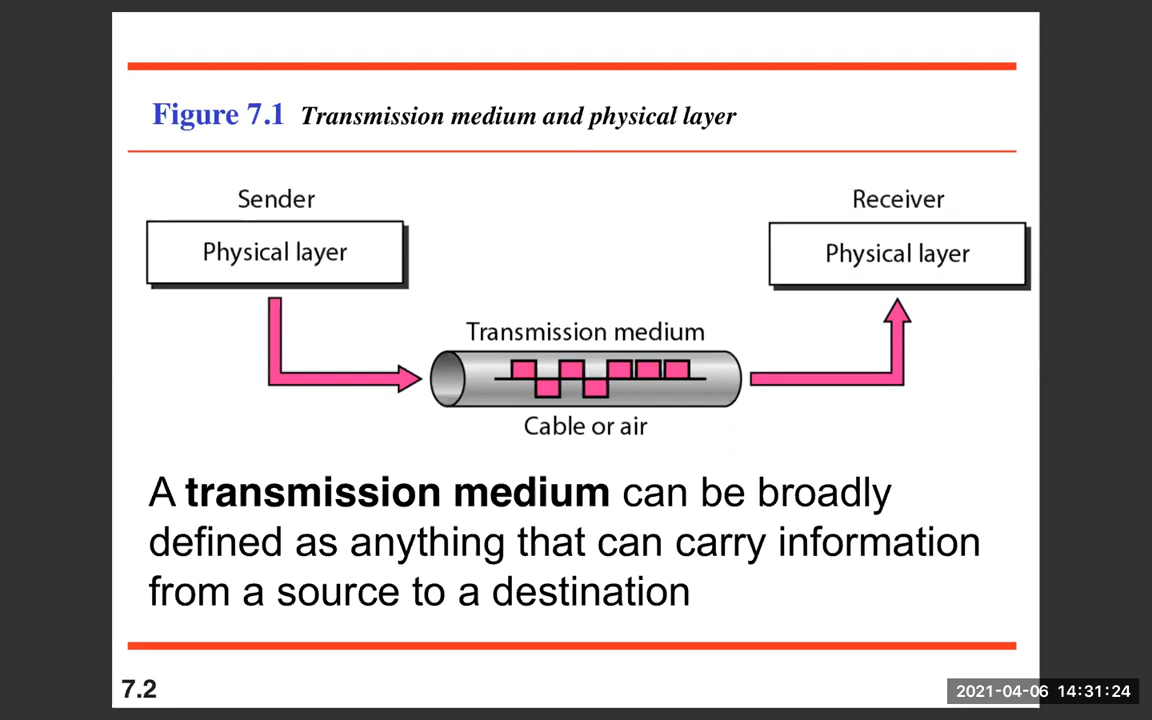 Figure 7.1 Transmission medium and physical layer
Sender
Receiver
Physical layer
Physical layer
Transmission medium
Cable or air
A transmission medium can be broadly
defined as anything that can carry information
from a source to a destination
7.2
2021-04-06 14:31:24